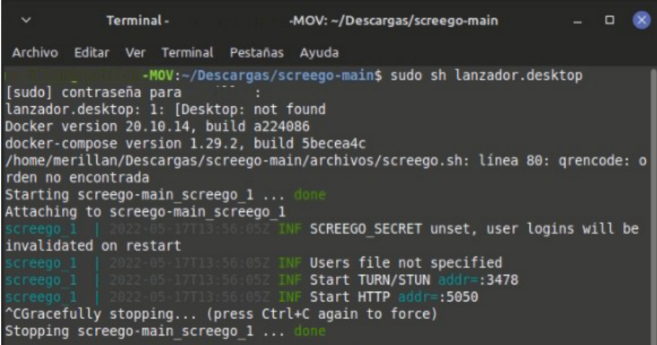 Terminal - -MOV: ~/Descargas/screego-main
Archivo Editar Ver Terminal Pestañas Ayuda
-MOV:~/Descargas/screego-main$ sudo sh lanzador.desktop
[sudo] contraseña para :
lanzador.desktop: 1: [Desktop: not found
Docker version 20.10.14, build a224086
docker-compose version 1.29.2, build 5becea4c
/home/merillan/Descargas/screego-main/archivos/screego.sh: línea 80: qrencode: o
rden no encontrada
Starting screego-main_screego_1 ... done
Attaching to screego-main_screego_1
screego_1 | 2022-05-17T13:56:05Z INF SCREEGO_SECRET unset, user logins will be
invalidated on restart
screego_1 | 2022-05-17T13:56:05Z INF Users file not specified
screego_1 | 2022-05-17T13:56:05Z INF Start TURN/STUN addr=:3478
screego_1 | 2022-05-17T13:56:05Z INF Start HTTP addr=:5050
^CGracefully stopping... (press Ctrl+C again to force)
Stopping screego-main_screego_1 ... done